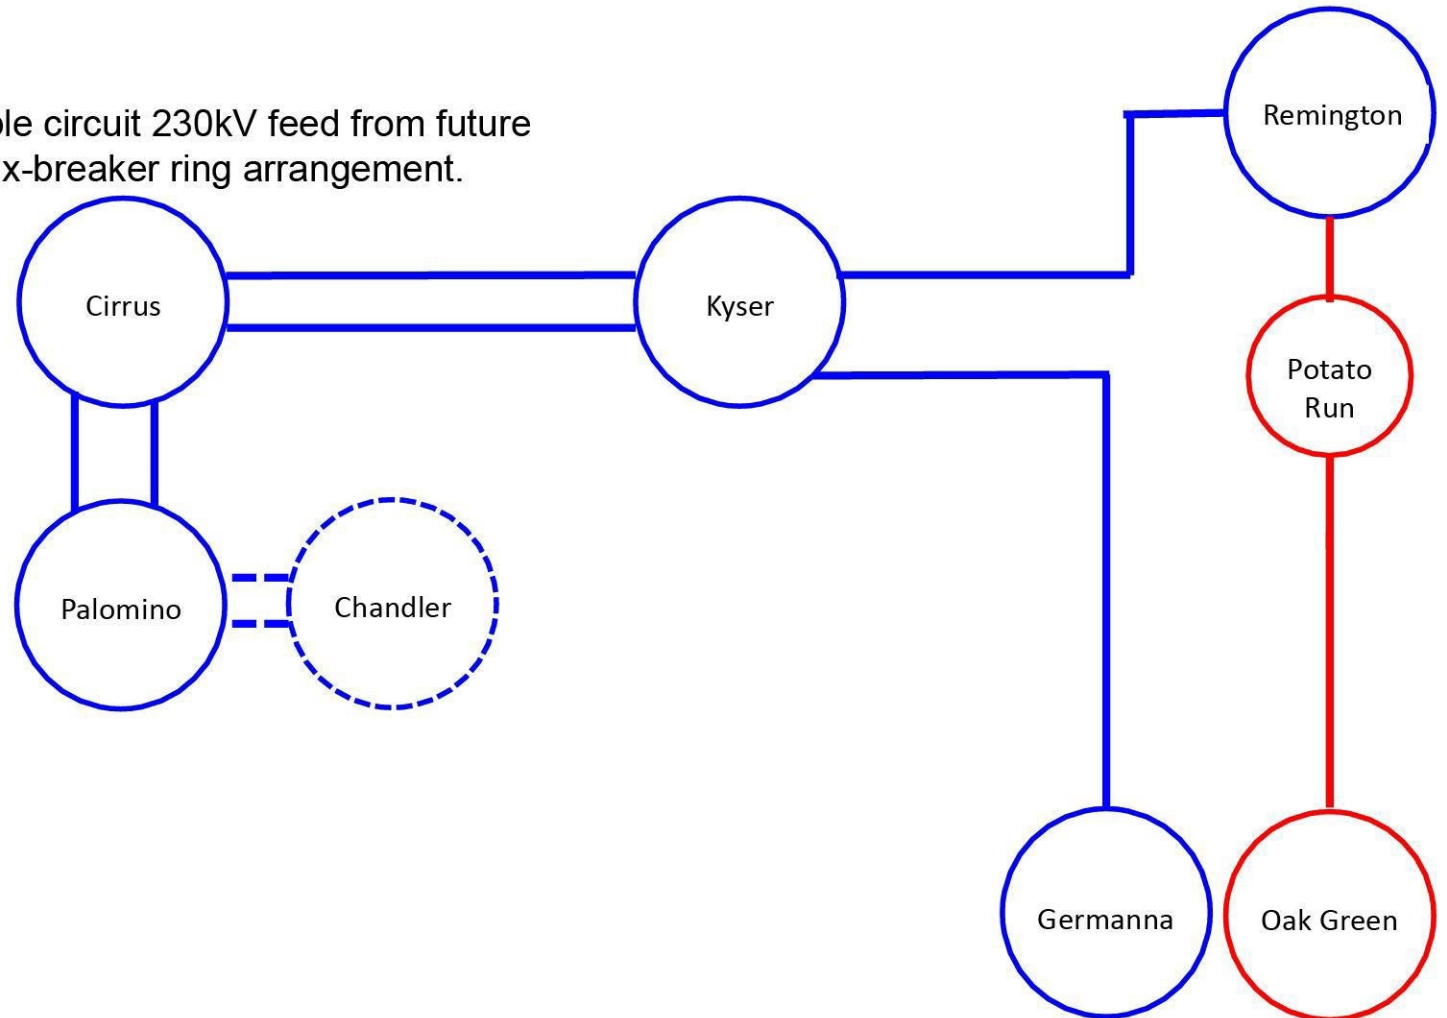 ble circuit 230kV feed from future
x-breaker ring arrangement.
Remington
Cirrus
Kyser
Potato
Run
Palomino
Chandler
Germanna
Oak Green